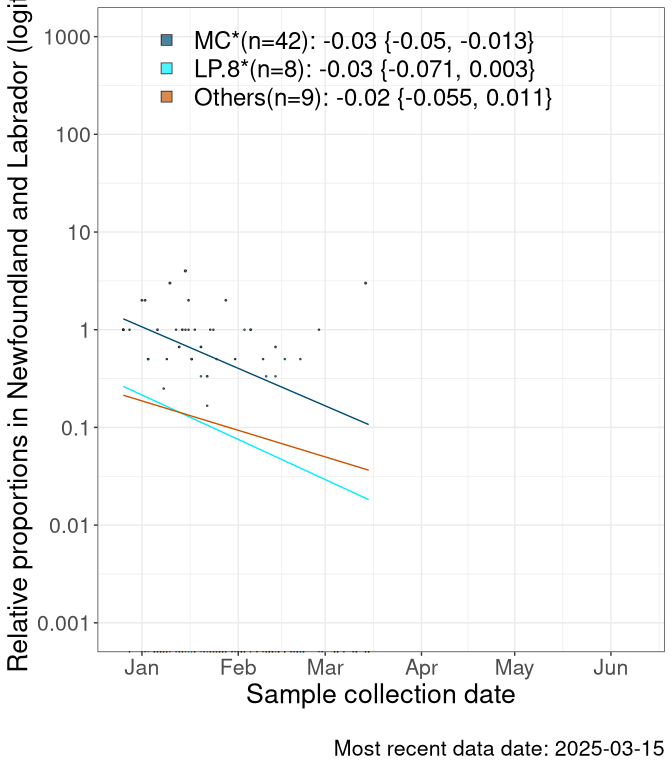 Relative proportions in Newfoundland and Labrador (logit
1000
100
10
1
0.1
0.01
0.001
MC*(n=42): -0.03 {-0.05, -0.013}
LP.8*(n=8): -0.03 {-0.071, 0.003}
Others(n=9): -0.02 {-0.055, 0.011}
Jan Feb Mar Apr May Jun
Sample collection date
Most recent data date: 2025-03-15